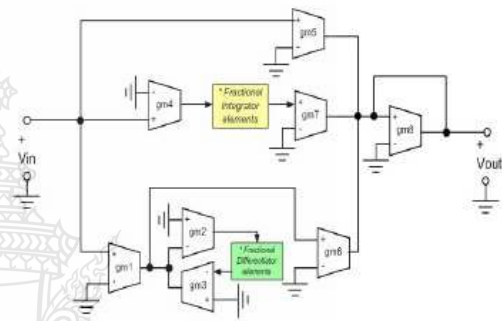 gm5
gm4
* Fractional
Integrator
elements
gm7
gm8
+
Vin
+
Vout
gm2
gm1
* Fractional
Differentiator
elements
gm6
gm3